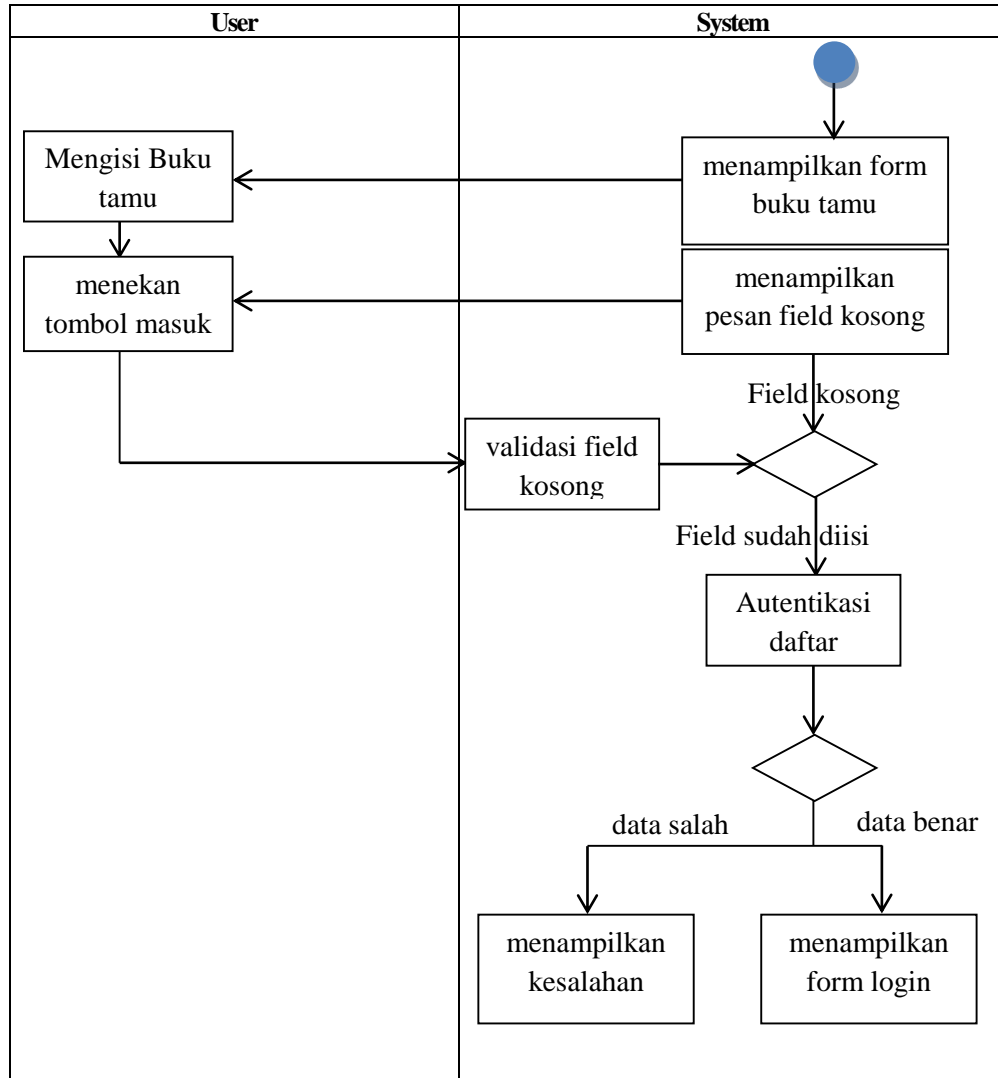 User
System
Mengisi Buku
tamu
menampilkan form
buku tamu
menekan
tombol masuk
menampilkan
pesan field kosong
Field kosong
validasi field
kosong
Field sudah diisi
Autentikasi
daftar
data salah
data benar
menampilkan
kesalahan
menampilkan
form login